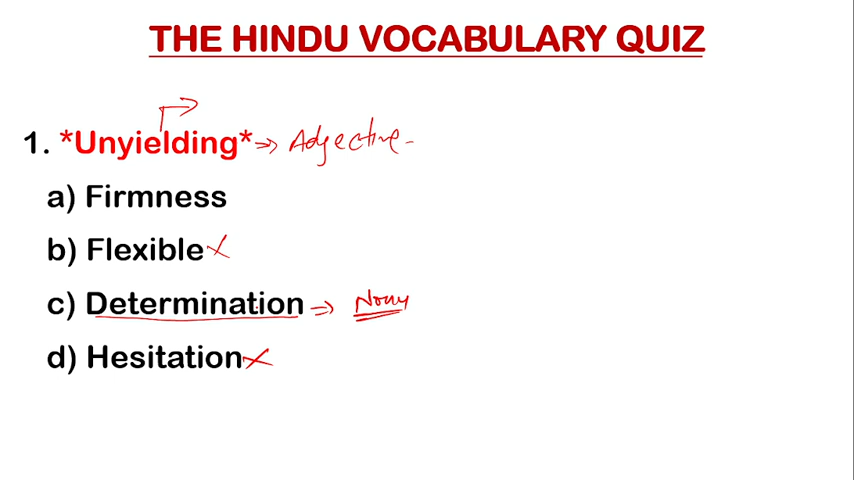 THE HINDU VOCABULARY QUIZ
1. *Unyielding* => Adjective -
a) Firmness
b) Flexible ×
c) Determination => Noun
d) Hesitation ×